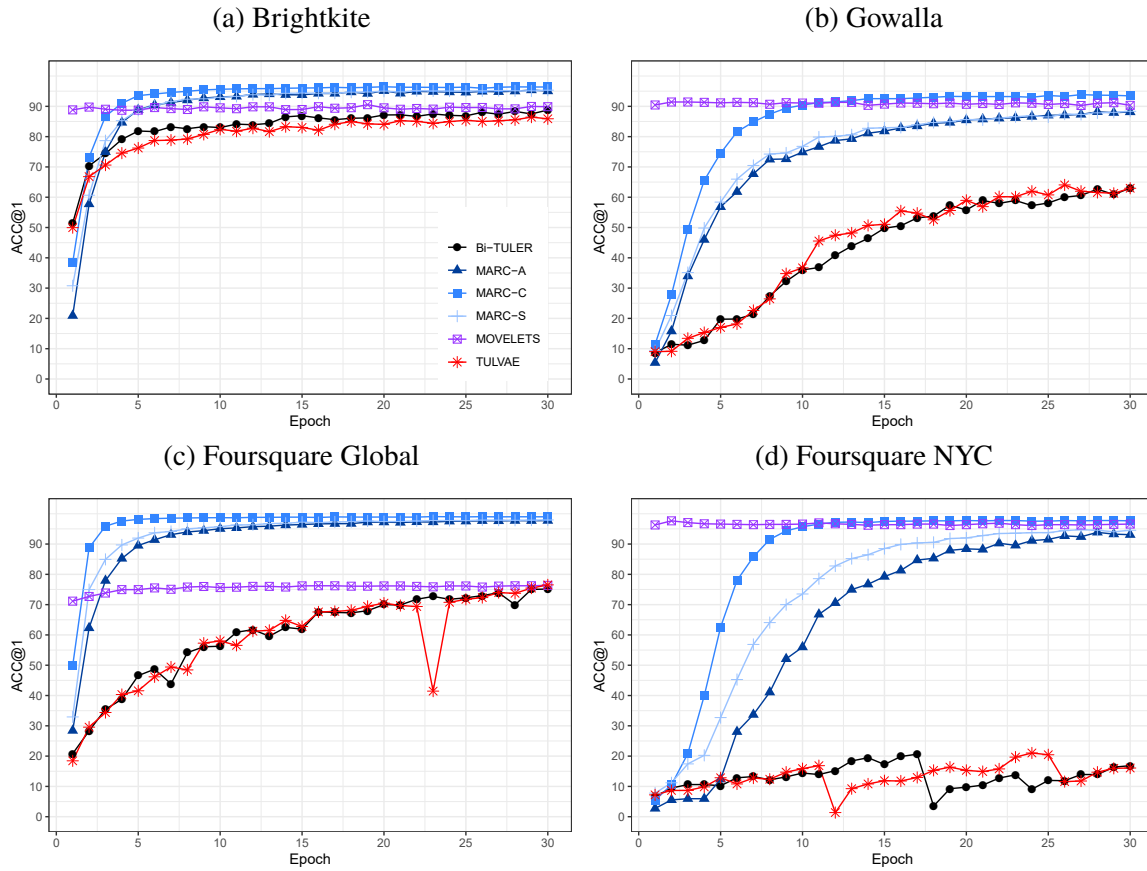 (a) Brightkite
(b) Gowalla
ACC@1
90
80
70
60
50
40
30
20
10
0
Bi-TULER
MARC-A
MARC-C
MARC-S
MOVELETS
TULVAE
0 5 10 15 20 25 30
Epoch
ACC@1
90
80
70
60
50
40
30
20
10
0
0 5 10 15 20 25 30
Epoch
(c) Foursquare Global
(d) Foursquare NYC
ACC@1
90
80
70
60
50
40
30
20
10
0
0 5 10 15 20 25 30
Epoch
ACC@1
90
80
70
60
50
40
30
20
10
0
0 5 10 15 20 25 30
Epoch